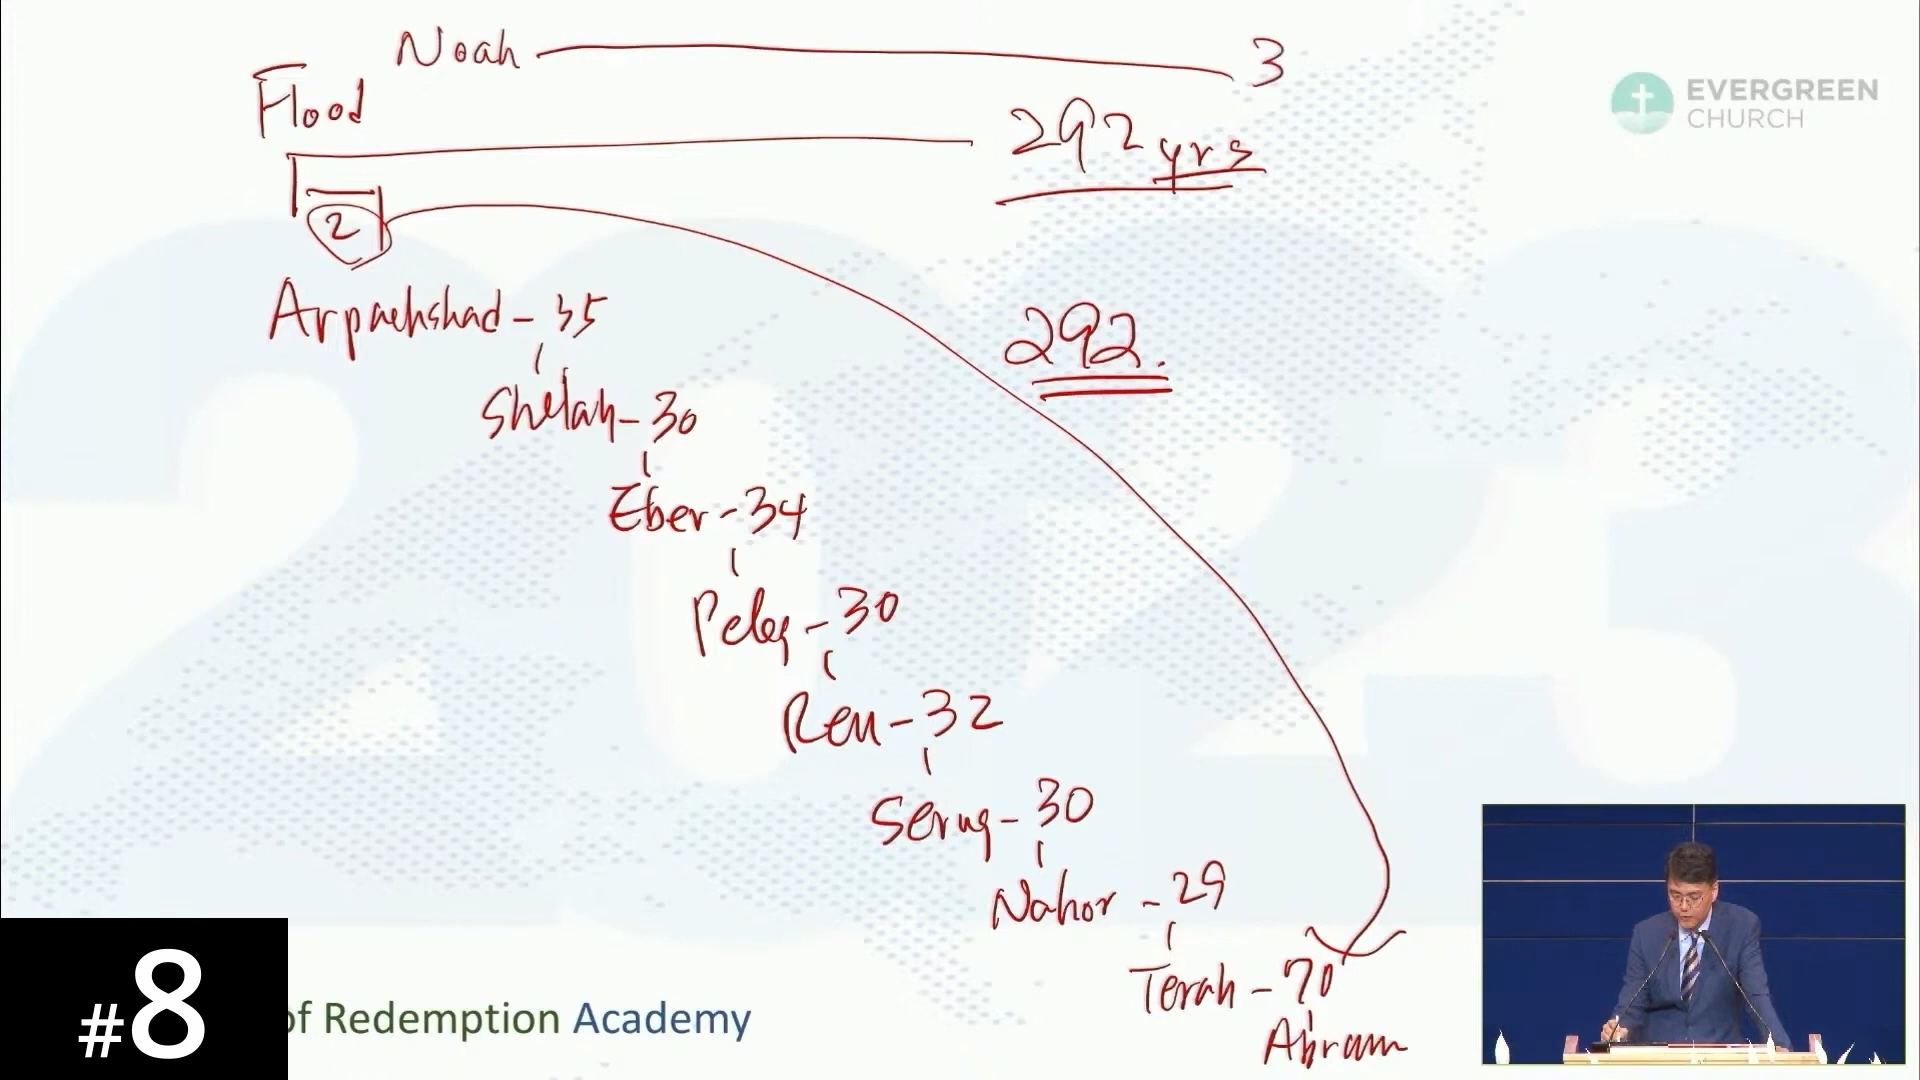 Noah 3
EVERGREEN
CHURCH
Flood
292 yrs
2
Arpachshad - 35
292.
Shelah - 30
Eber - 34
Peleg - 30
Reu - 32
Serug - 30
Nahor - 29
Terah - 70
Abram
#8
of Redemption Academy